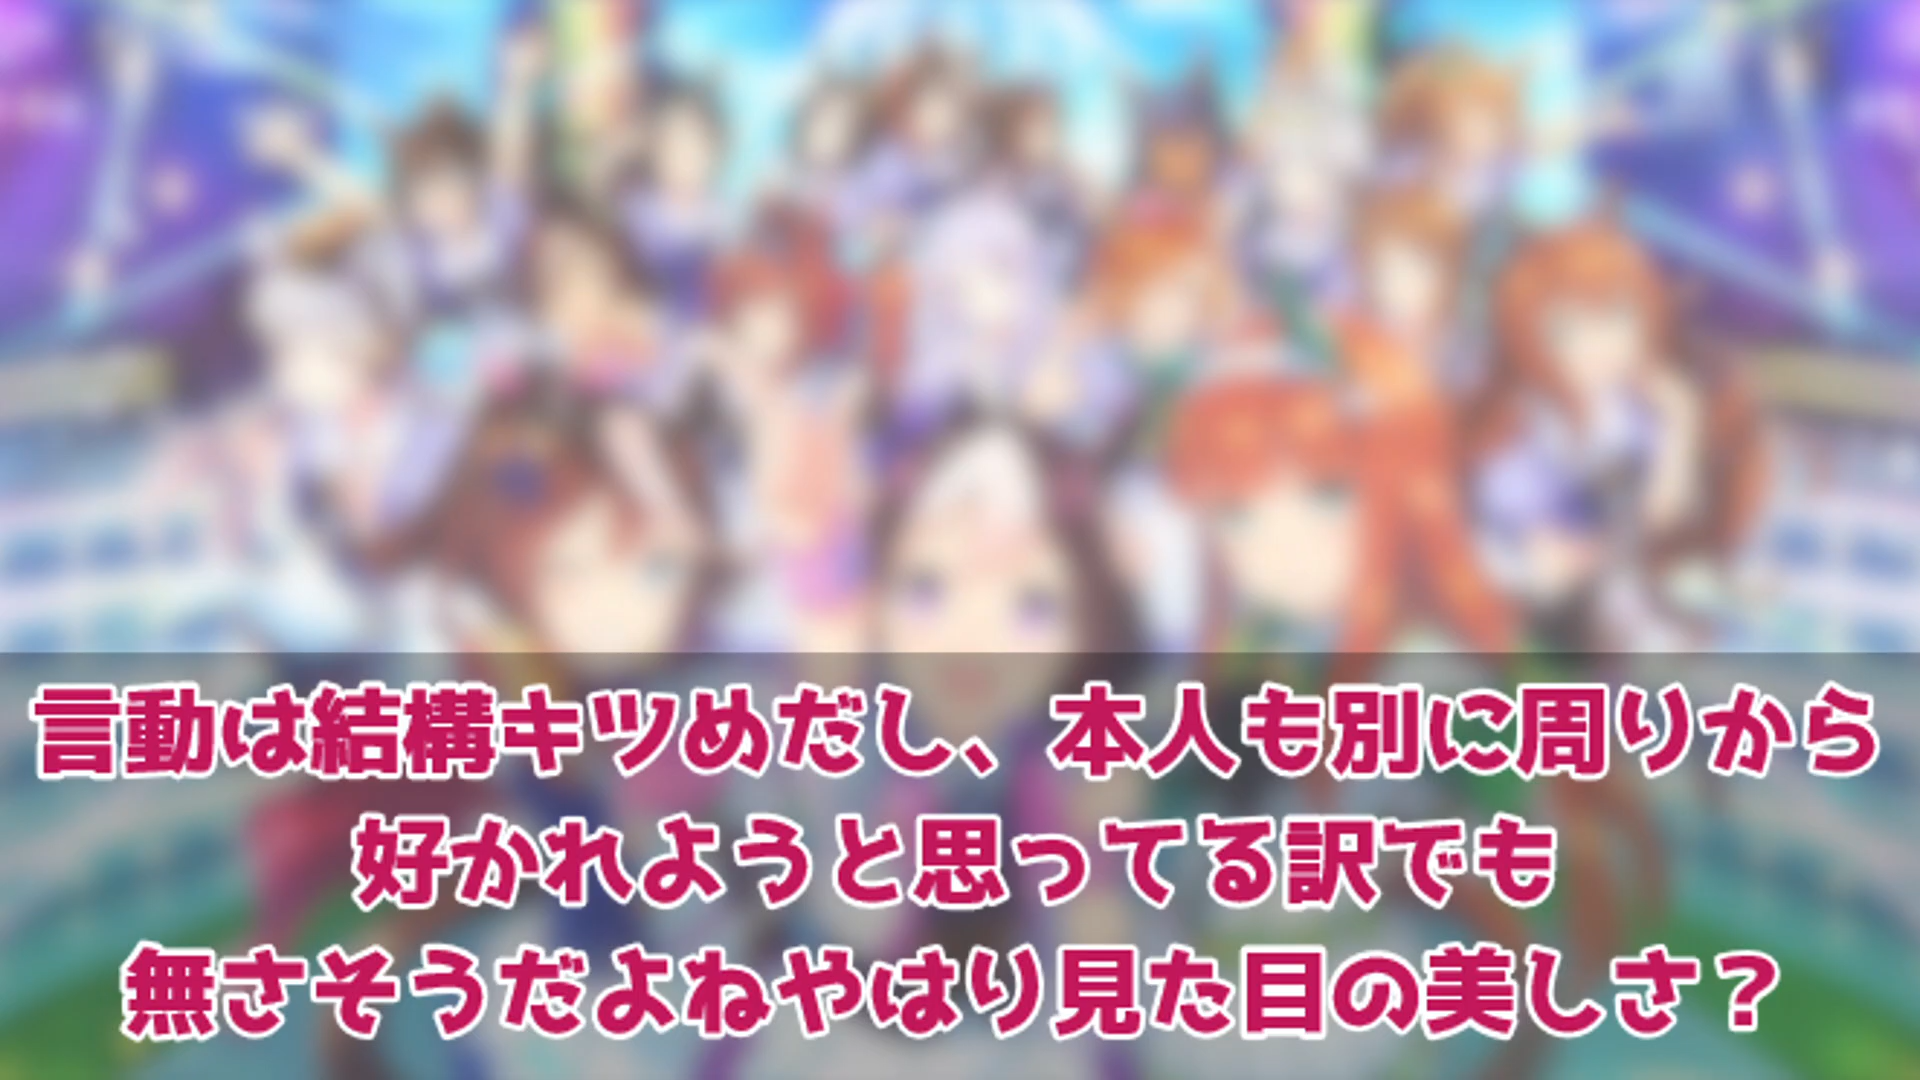 言動は結構キツめだし、本人も別に周りから
好かれようと思ってる訳でも
無さそうだよねやはり見た目の美しさ？